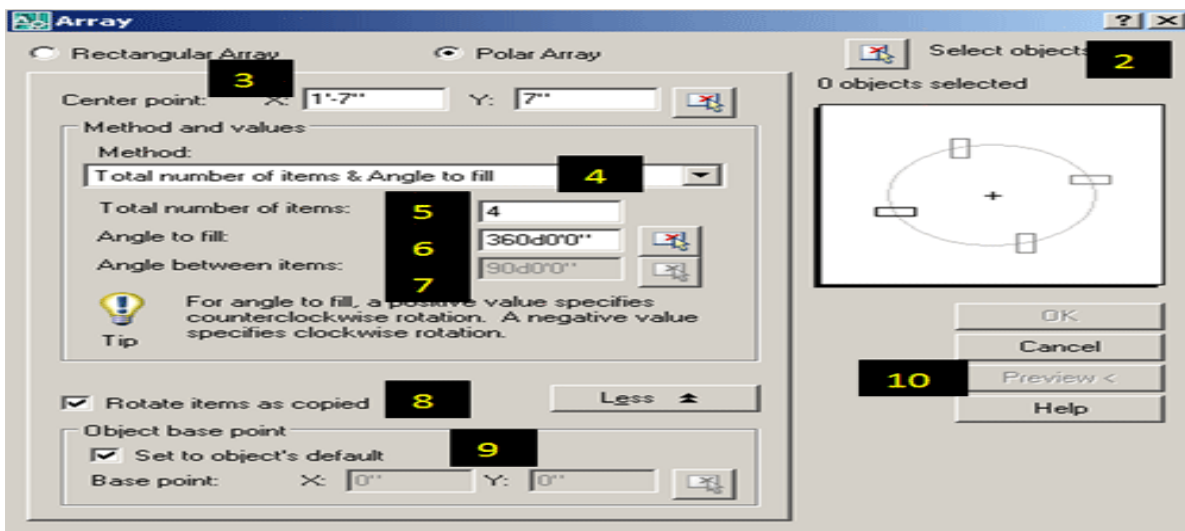 Array
Rectangular Array Polar Array Select objects 2
3 0 objects selected
Center point: X: 1'-7" Y: 7"
Method and values
Method:
Total number of items & Angle to fill 4
Total number of items: 5 4
Angle to fill: 6 360d0'0"
Angle between items: 7 90d0'0"
For angle to fill, a positive value specifies
counterclockwise rotation. A negative value
specifies clockwise rotation.
Tip
OK
Cancel
10 Preview <
Help
Rotate items as copied 8 Less
Object base point 9
Set to object's default
Base point: X: 0" Y: 0"